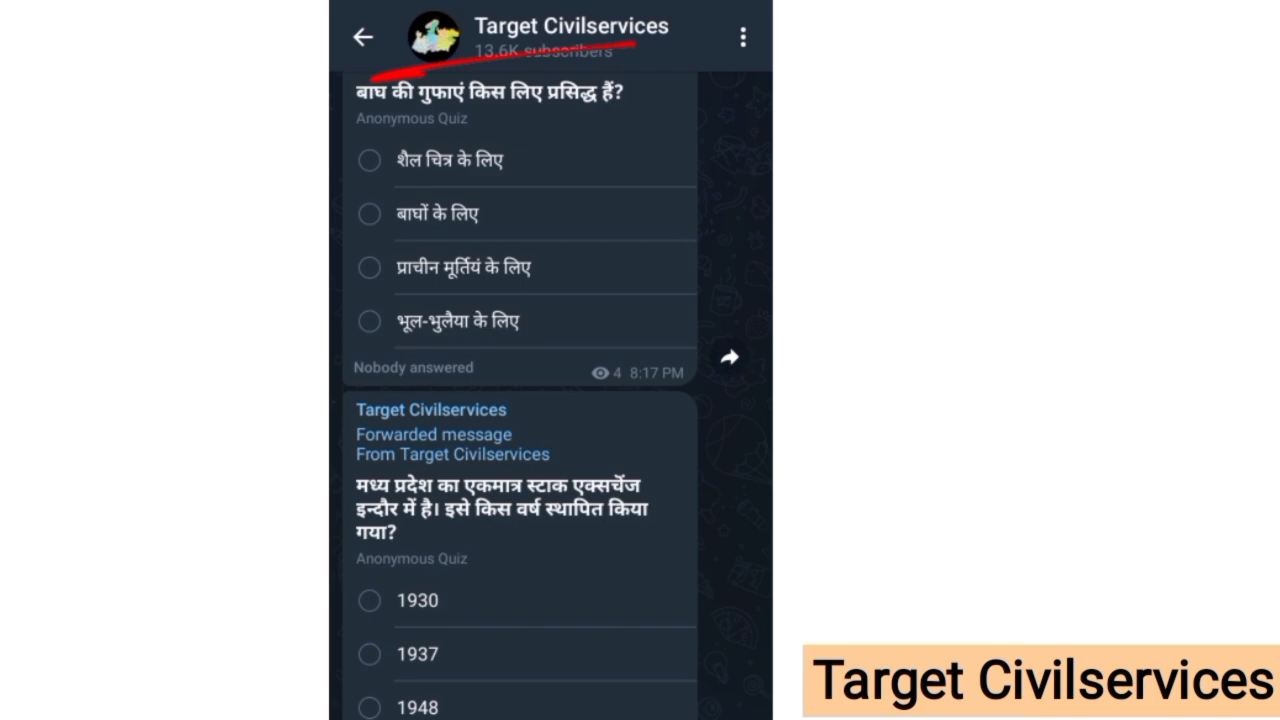 Target Civilservices
13.6K subscribers
बाघ की गुफाएं किस लिए प्रसिद्ध हैं?
Anonymous Quiz
शैल चित्र के लिए
बाघों के लिए
प्राचीन मूर्तियं के लिए
भूल-भुलैया के लिए
Nobody answered
4 8:17 PM
Target Civilservices
Forwarded message
From Target Civilservices
मध्य प्रदेश का एकमात्र स्टाक एक्सचेंज
इन्दौर में है। इसे किस वर्ष स्थापित किया
गया?
Anonymous Quiz
1930
1937
1948
Target Civilservices